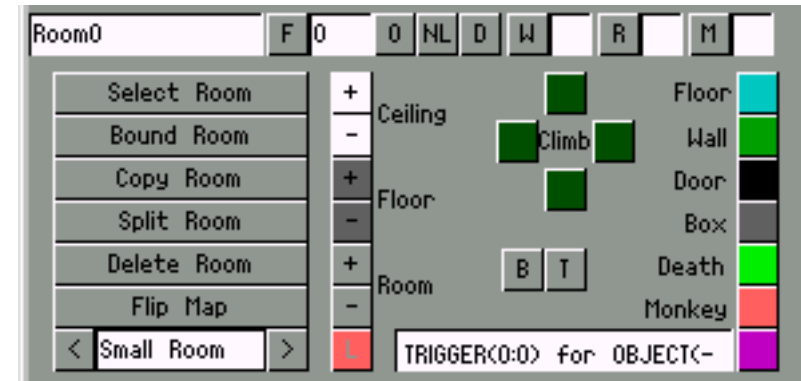 Room0 F 0 O NL D W R M
Select Room + Ceiling Floor
Bound Room - Climb Wall
Copy Room + Floor Door
Split Room - Box
Delete Room + Room B T Death
Flip Map - Monkey
< Small Room > L TRIGGER(0:0) for OBJECT(-